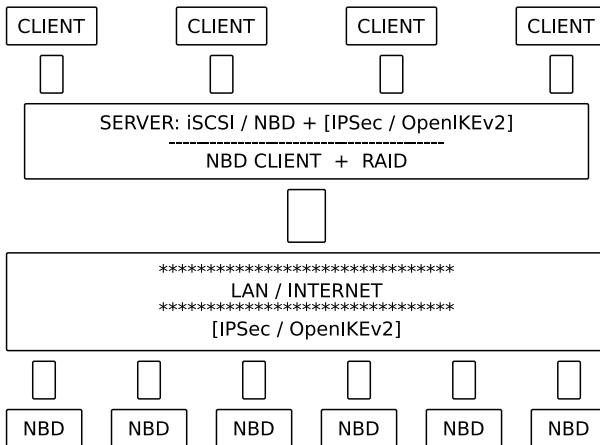 CLIENT CLIENT CLIENT CLIENT
SERVER: iSCSI / NBD + [IPSec / OpenIKEv2]
----------------------------------------
NBD CLIENT + RAID
*******************************
LAN / INTERNET
*******************************
[IPSec / OpenIKEv2]
NBD NBD NBD NBD NBD NBD